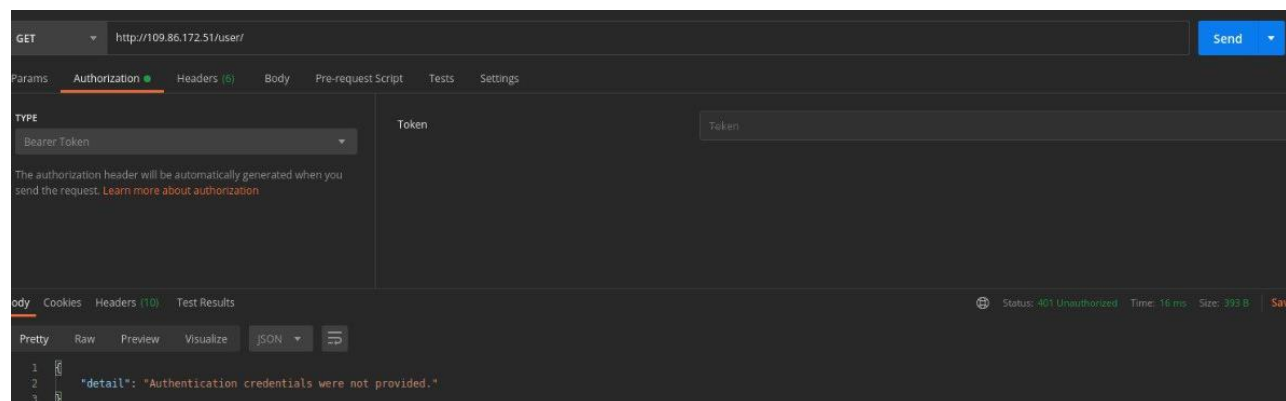 GET http://109.86.172.51/user/ Send
Params Authorization Headers (6) Body Pre-request Script Tests Settings
TYPE
Bearer Token
The authorization header will be automatically generated when you
send the request. Learn more about authorization
Token Token
ody Cookies Headers (10) Test Results Status: 401 Unauthorized Time: 16 ms Size: 393 B Sav
Pretty Raw Preview Visualize JSON
1 {
2 "detail": "Authentication credentials were not provided."
3 }